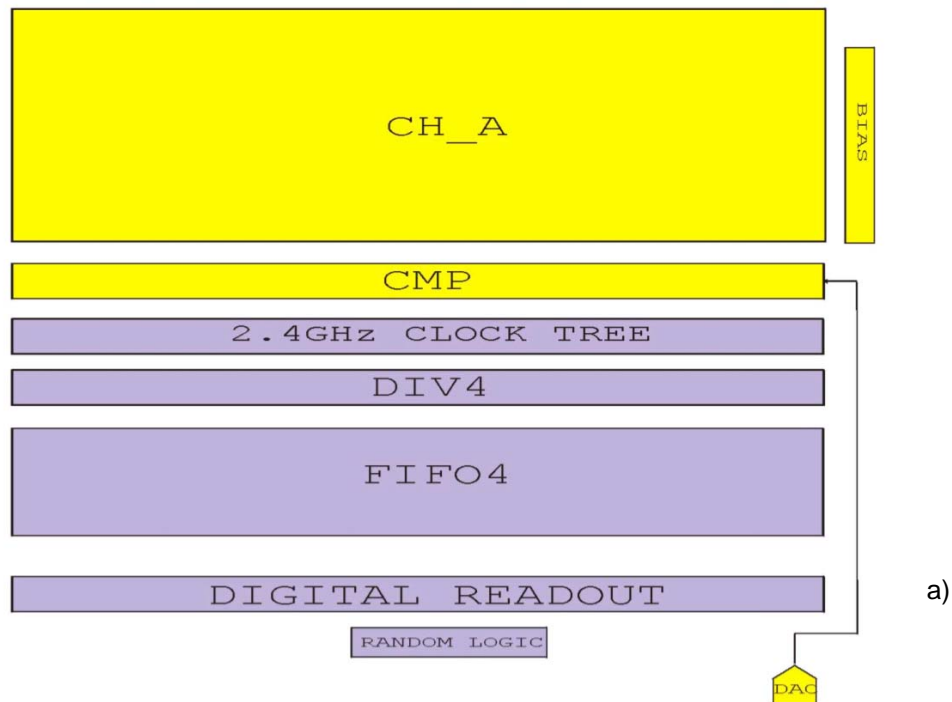 CH_A
BIAS
CMP
2.4GHz CLOCK TREE
DIV4
FIFO4
DIGITAL READOUT
a)
RANDOM LOGIC
DAC